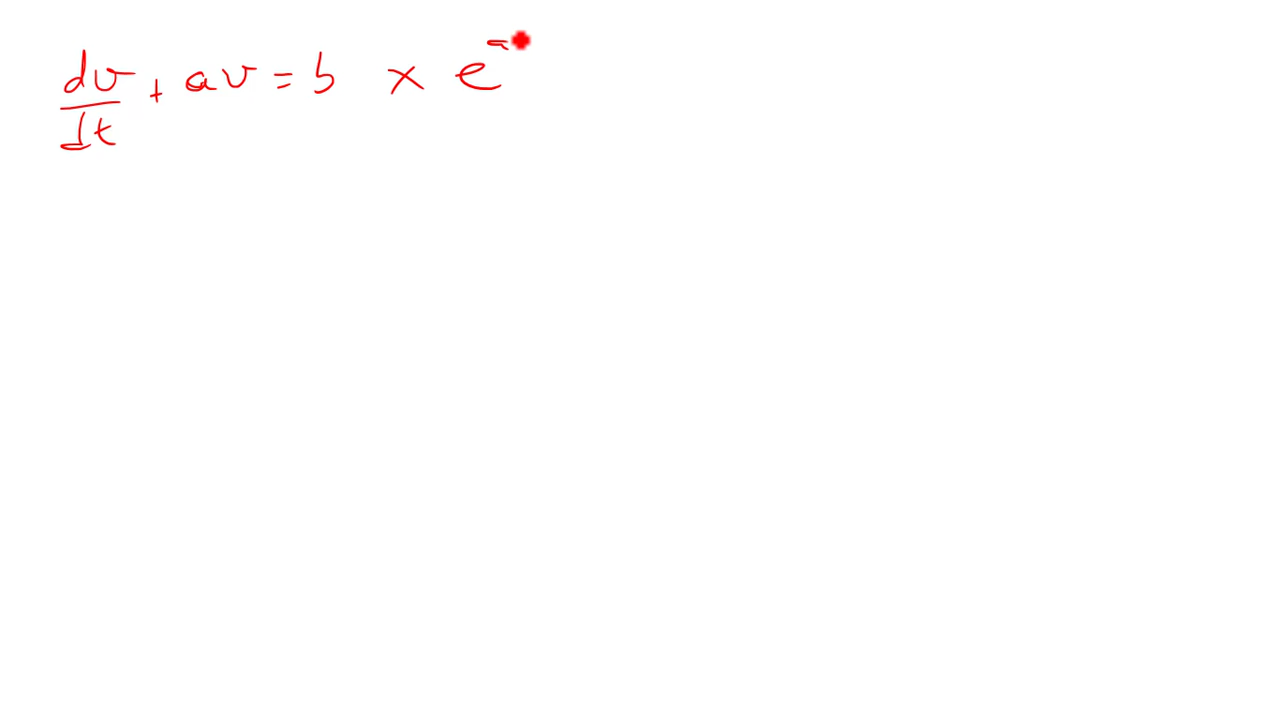 dv/dt + av = b × e^a